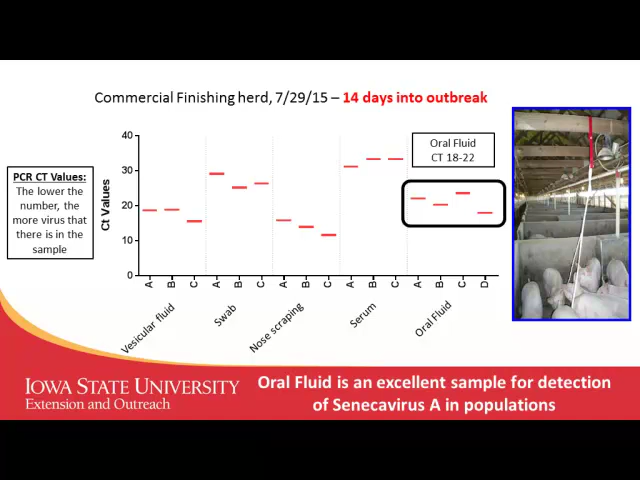 Commercial Finishing herd, 7/29/15 – 14 days into outbreak
PCR CT Values:
The lower the
number, the
more virus that
there is in the
sample
Ct Values
40
30
20
10
0
Oral Fluid
CT 18-22
A B C A B C A B C A B C A B C D
Vesicular fluid
Swab
Nose scraping
Serum
Oral Fluid
IOWA STATE UNIVERSITY
Extension and Outreach
Oral Fluid is an excellent sample for detection
of Senecavirus A in populations